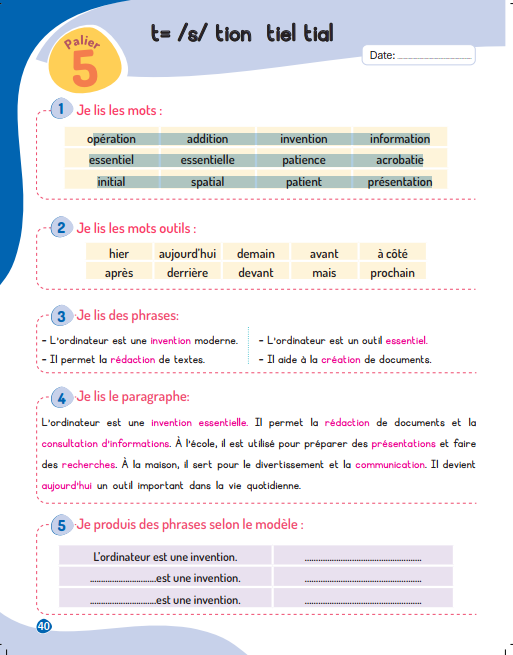 t= /s/ tion tiel tial
Palier
5
Date: ........................
1 Je lis les mots :
opération addition invention information
essentiel essentielle patience acrobatie
initial spatial patient présentation
2 Je lis les mots outils :
hier aujourd'hui demain avant à côté
après derrière devant mais prochain
3 Je lis des phrases:
- L'ordinateur est une invention moderne. - L'ordinateur est un outil essentiel.
- Il permet la rédaction de textes. - Il aide à la création de documents.
4 Je lis le paragraphe:
L'ordinateur est une invention essentielle. Il permet la rédaction de documents et la
consultation d'informations. À l'école, il est utilisé pour préparer des présentations et faire
des recherches. À la maison, il sert pour le divertissement et la communication. Il devient
aujourd'hui un outil important dans la vie quotidienne.
5 Je produis des phrases selon le modèle :
L'ordinateur est une invention. ........................
........................est une invention. ........................
........................est une invention. ........................
40